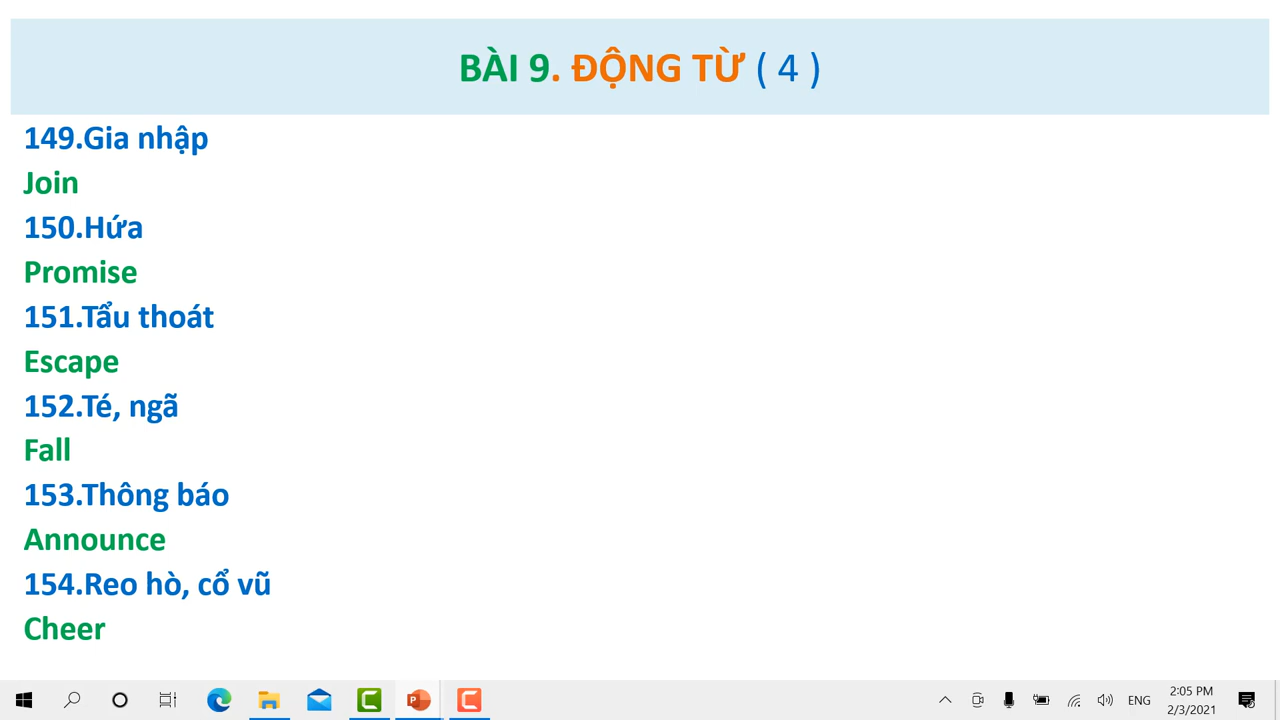 BÀI 9. ĐỘNG TỪ ( 4 )
149.Gia nhập
Join
150.Hứa
Promise
151.Tẩu thoát
Escape
152.Té, ngã
Fall
153.Thông báo
Announce
154.Reo hò, cổ vũ
Cheer
ENG
2:05 PM
2/3/2021